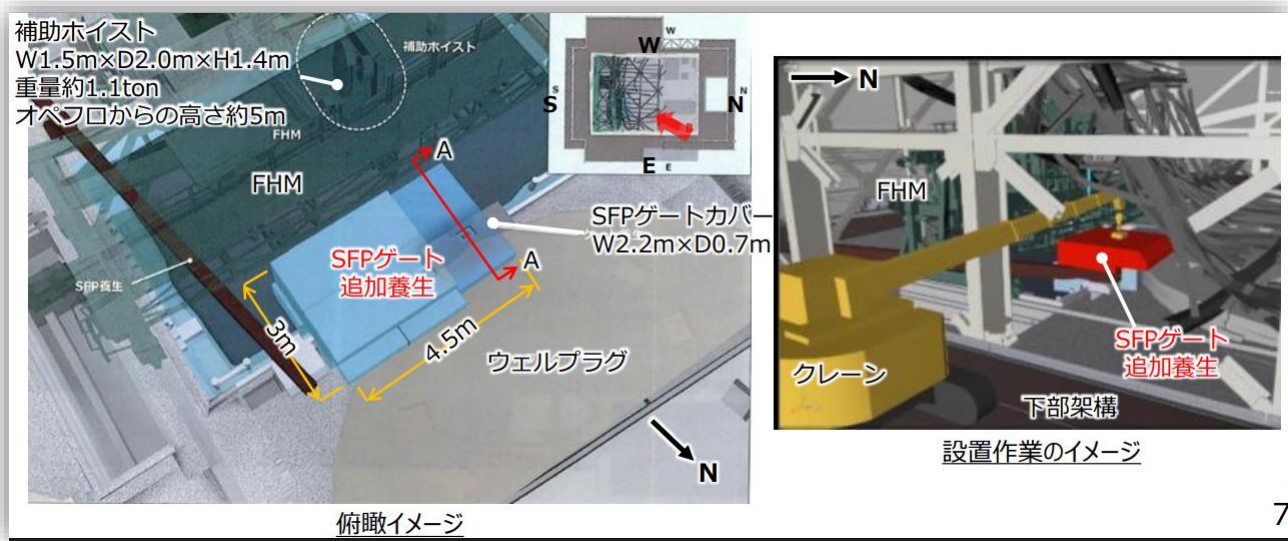 補助ホイスト
W1.5m×D2.0m×H1.4m
重量約1.1ton
オペフロからの高さ約5m
補助ホイスト
FHM
FHM
A
A
SFPゲートカバー
W2.2m×D0.7m
SFPゲート
追加養生
SFP養生
3m
4.5m
ウェルプラグ
N
W
W
S
S
N
N
E
E
俯瞰イメージ
N
FHM
クレーン
SFPゲート
追加養生
下部架構
設置作業のイメージ
7